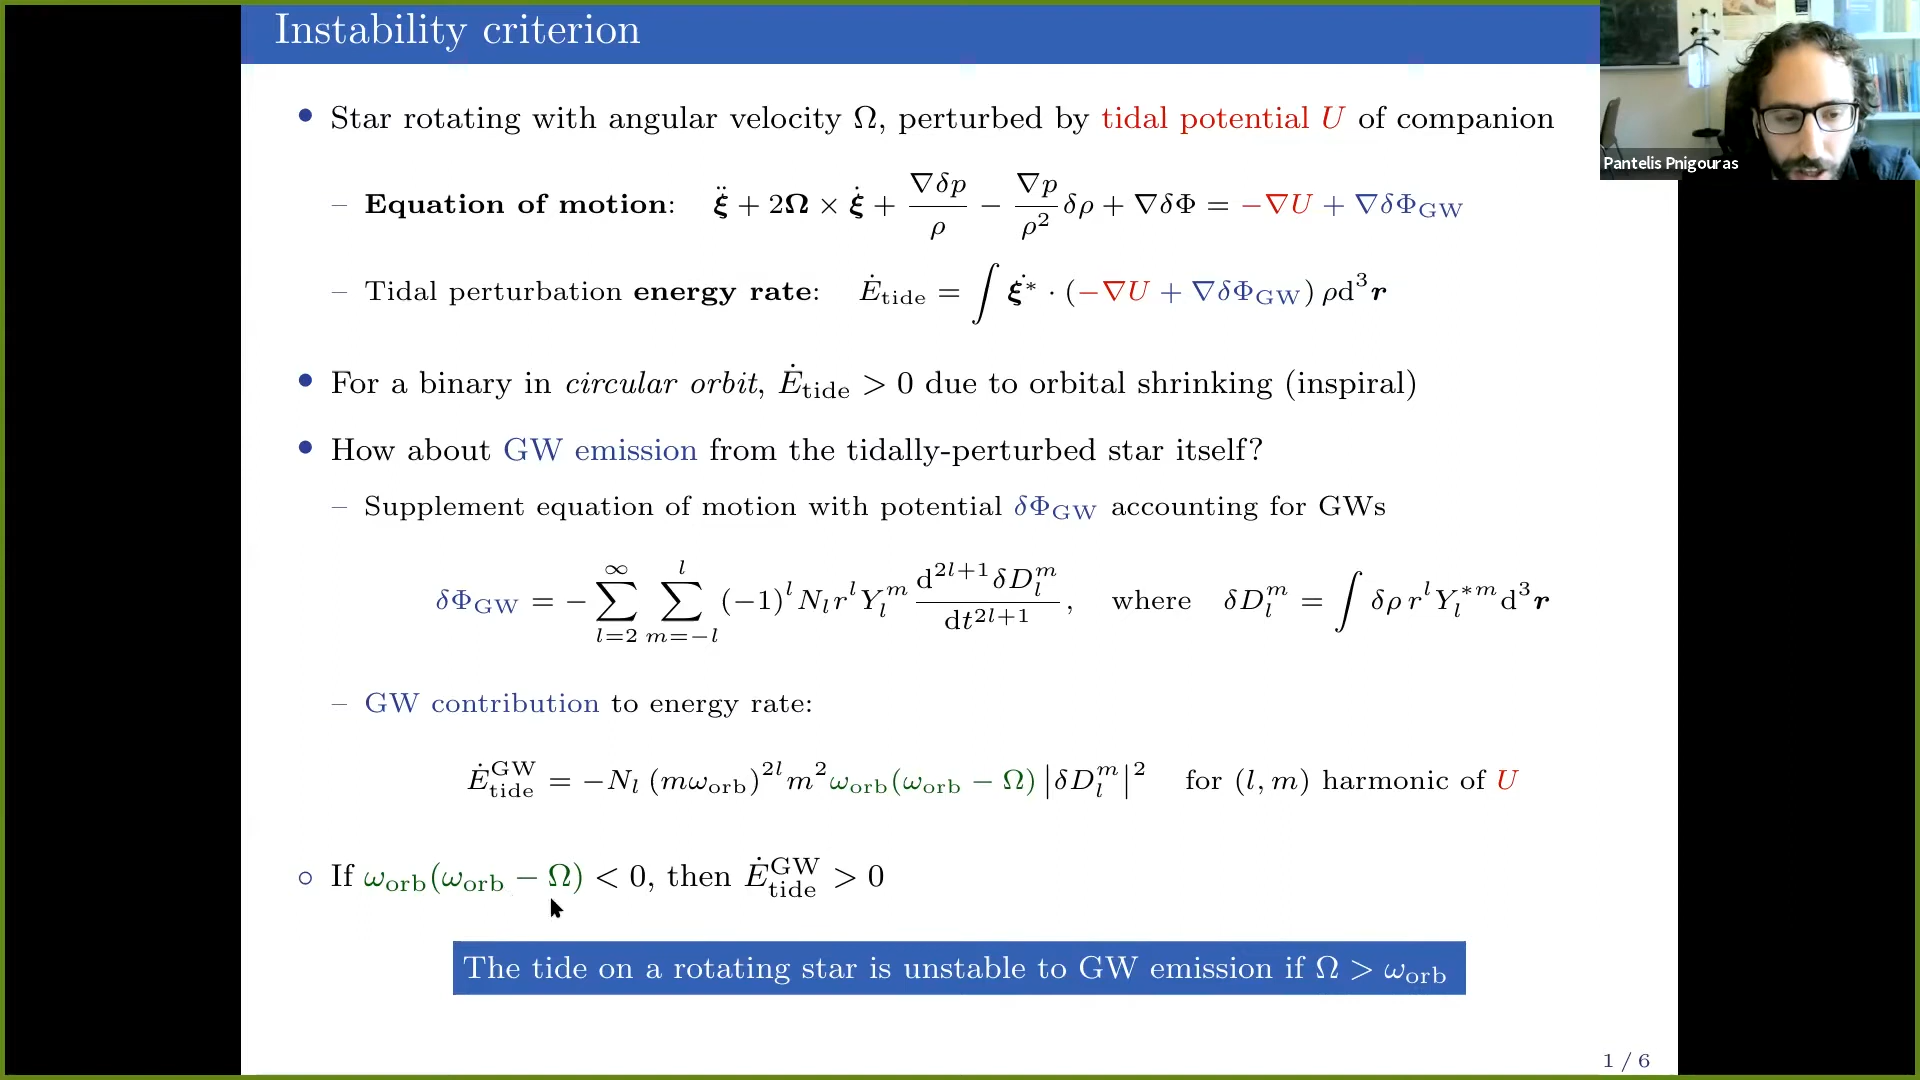 Instability criterion
• Star rotating with angular velocity Ω, perturbed by tidal potential U of companion
– Equation of motion: ξ̈ + 2Ω × ξ̇ + ∇δp/ρ − ∇p/ρ² δρ + ∇δΦ = −∇U + ∇δΦ_GW
– Tidal perturbation energy rate: Ė_tide = ∫ ξ̇* · (−∇U + ∇δΦ_GW) ρd³r
• For a binary in circular orbit, Ė_tide > 0 due to orbital shrinking (inspiral)
• How about GW emission from the tidally-perturbed star itself?
– Supplement equation of motion with potential δΦ_GW accounting for GWs
δΦ_GW = − ∑_{l=2}^{∞} ∑_{m=−l}^{l} (−1)^l N_l r^l Y_l^m d^{2l+1}δD_l^m/dt^{2l+1}, where δD_l^m = ∫ δρ r^l Y_l^{*m} d³r
– GW contribution to energy rate:
Ė_tide^GW = −N_l (mω_orb)^{2l} m² ω_orb(ω_orb − Ω) |δD_l^m|² for (l, m) harmonic of U
◦ If ω_orb(ω_orb − Ω) < 0, then Ė_tide^GW > 0
The tide on a rotating star is unstable to GW emission if Ω > ω_orb
1 / 6
Pantelis Pnigouras